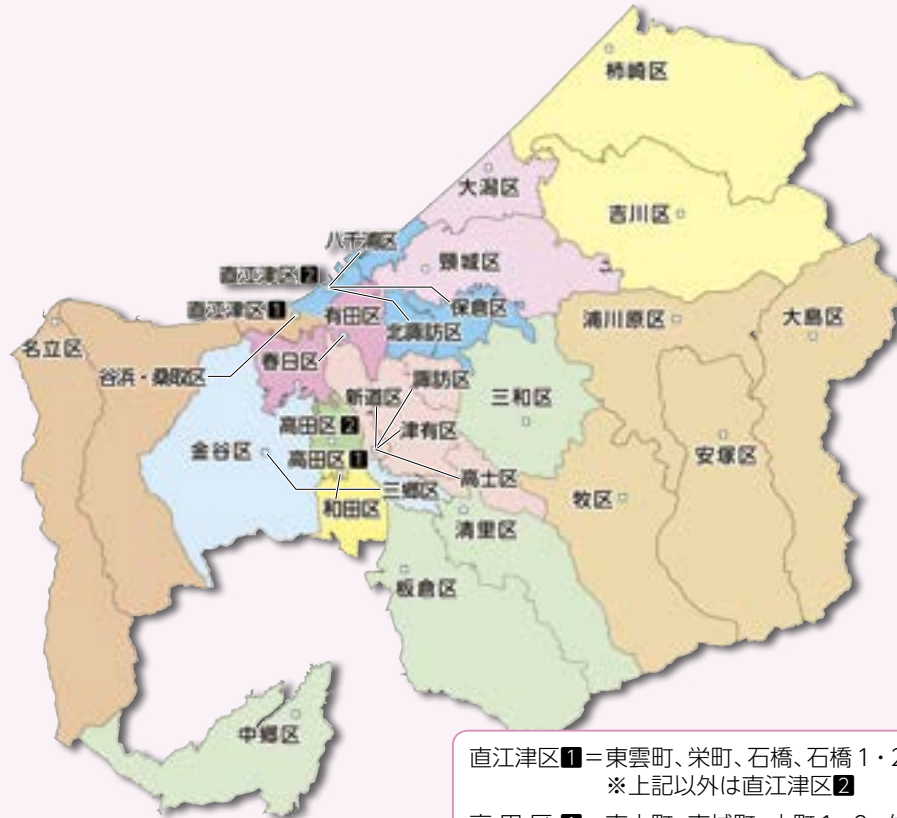 柿崎区
大潟区
吉川区
八千浦区
頸城区
直江津区2
直江津区1
有田区
保倉区
浦川原区
大島区
北諏訪区
名立区
谷浜・桑取区
春日区
諏訪区
新道区
三和区
高田区2
津有区
金谷区
安塚区
高田区1
高士区
三郷区
牧区
和田区
清里区
板倉区
中郷区
直江津区1=東雲町、栄町、石橋、石橋1・2
※上記以外は直江津区2